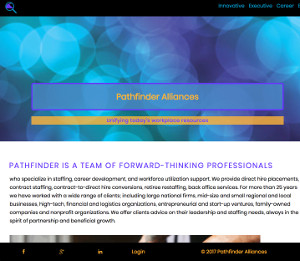 Innovative Executive Career S
Pathfinder Alliances
Unifying today's workplace resources
PATHFINDER IS A TEAM OF FORWARD-THINKING PROFESSIONALS
who specialize in staffing, career development, and workforce utilization support. We provide direct hire placements,
contract staffing, contract-to-direct hire conversions, retiree restaffing, back office services. For more than 25 years
we have worked with a wide range of clients: including large national firms, mid-size and small regional and local
businesses, high-tech, financial and logistics organizations, entrepreneurial and start-up ventures, family-owned
companies and nonprofit organizations. We offer clients advice on their leadership and staffing needs, always in the
spirit of partnership and beneficial growth.
f g+ in Login © 2017 Pathfinder Alliances